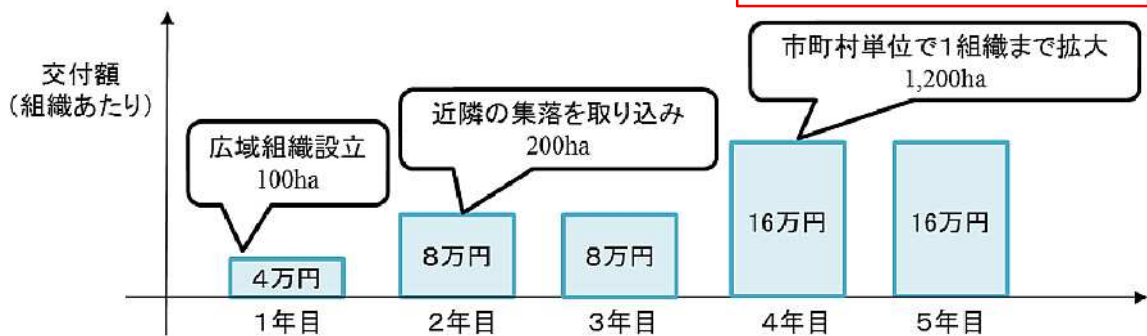 交付額
(組織あたり)
広域組織設立
100ha
近隣の集落を取り込み
200ha
市町村単位で1組織まで拡大
1,200ha
4万円
8万円
8万円
16万円
16万円
1年目
2年目
3年目
4年目
5年目